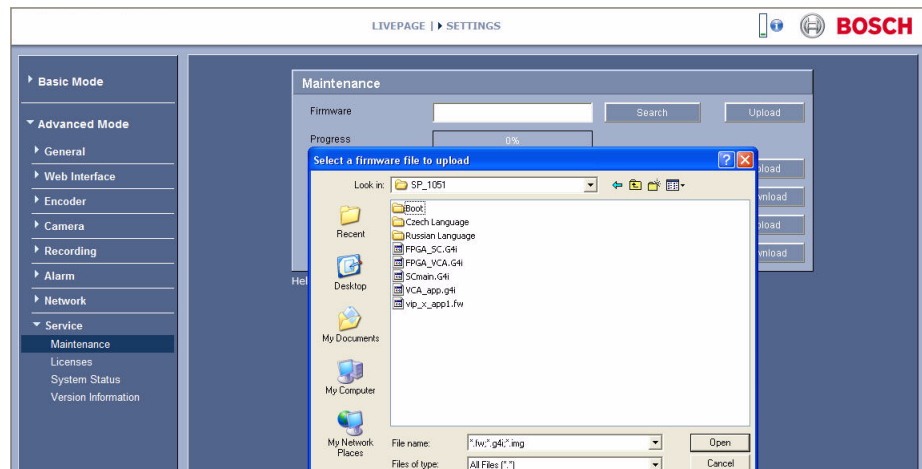 LIVEPAGE | SETTINGS
BOSCH
Basic Mode
Advanced Mode
General
Web Interface
Encoder
Camera
Recording
Alarm
Network
Service
Maintenance
Licenses
System Status
Version Information
Maintenance
Firmware
Search
Upload
Progress
0%
Select a firmware file to upload
Look in:
SP_1051
Recent
Desktop
My Documents
My Computer
My Network
Places
Boot
Czech Language
Russian Language
FPGA_SC.G4i
FPGA_VCA.G4i
SCmain.G4i
VCA_app.g4i
vip_x_app1.fw
File name:
*.fw;*.g4i;*.img
Open
Files of type:
All Files (*.*)
Cancel